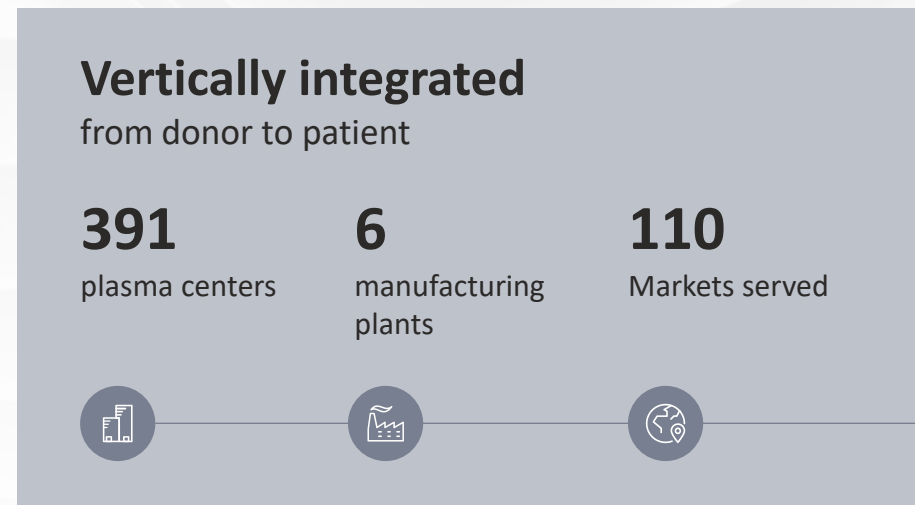 Vertically integrated
from donor to patient
391
plasma centers
6
manufacturing
plants
110
Markets served